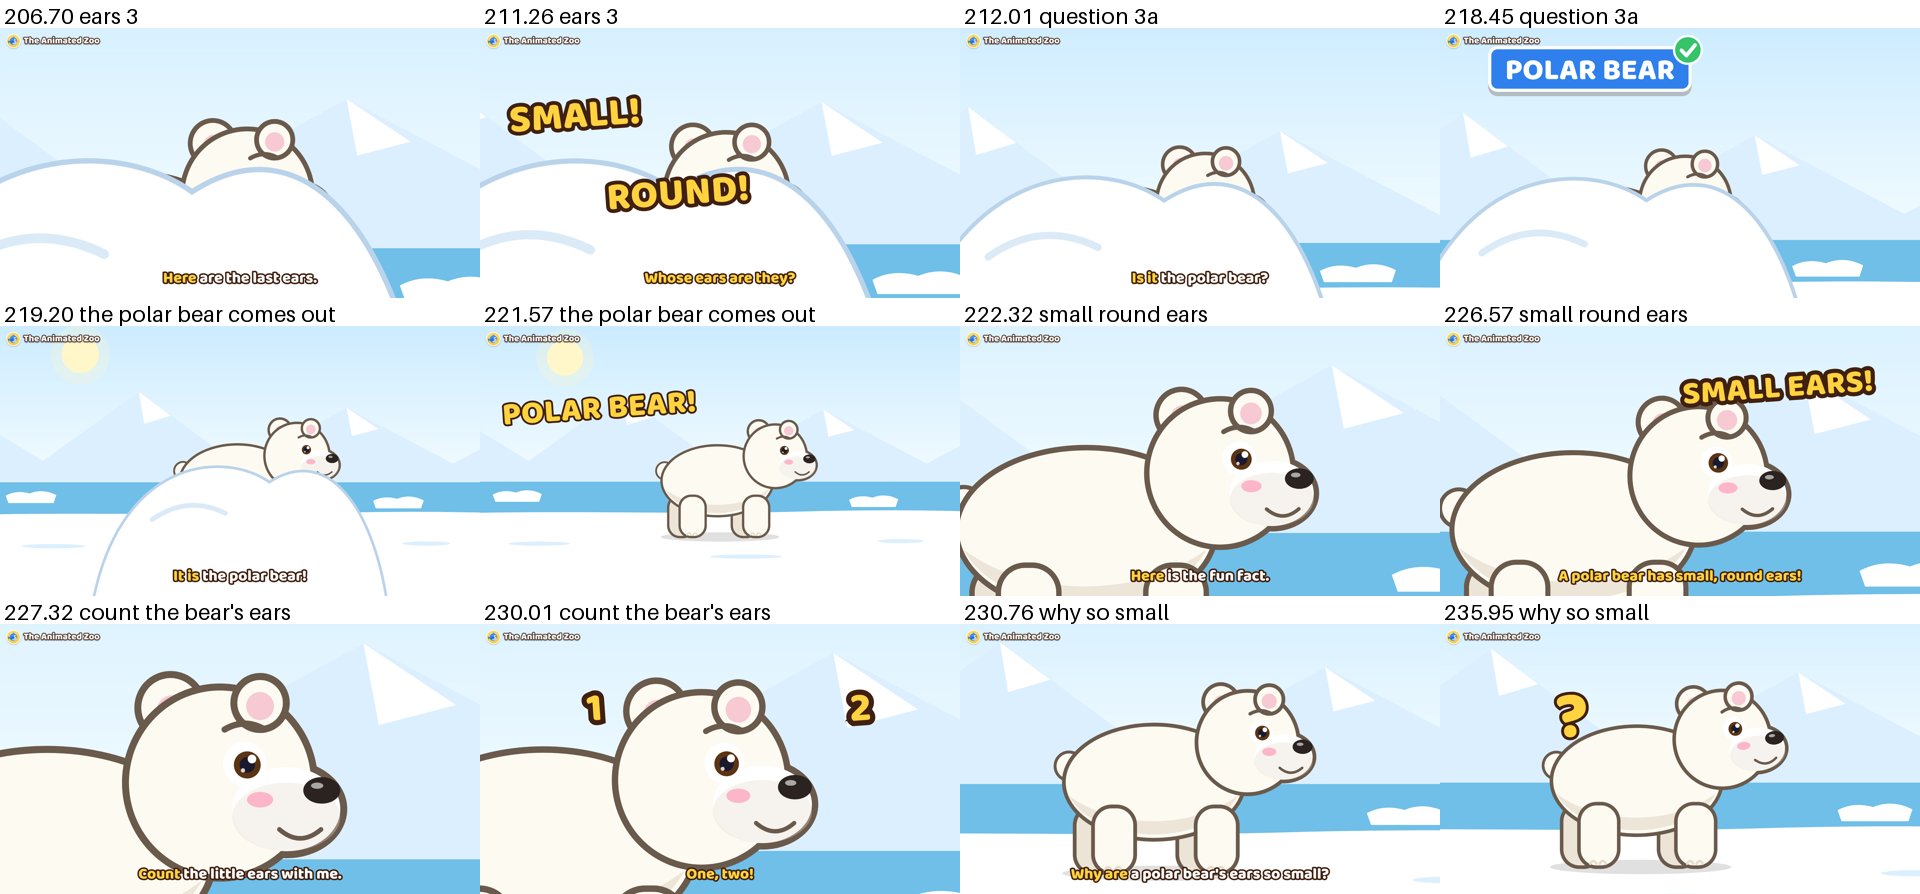 206.70 ears 3
The Animated Zoo
Here are the last ears.
211.26 ears 3
The Animated Zoo
SMALL!
ROUND!
Whose ears are they?
212.01 question 3a
The Animated Zoo
Is it the polar bear?
218.45 question 3a
The Animated Zoo
POLAR BEAR
219.20 the polar bear comes out
The Animated Zoo
It is the polar bear!
221.57 the polar bear comes out
The Animated Zoo
POLAR BEAR!
222.32 small round ears
The Animated Zoo
Here is the fun fact.
226.57 small round ears
The Animated Zoo
SMALL EARS!
A polar bear has small, round ears!
227.32 count the bear's ears
The Animated Zoo
Count the little ears with me.
230.01 count the bear's ears
The Animated Zoo
1 2
One, two!
230.76 why so small
The Animated Zoo
Why are a polar bear's ears so small?
235.95 why so small
The Animated Zoo
?